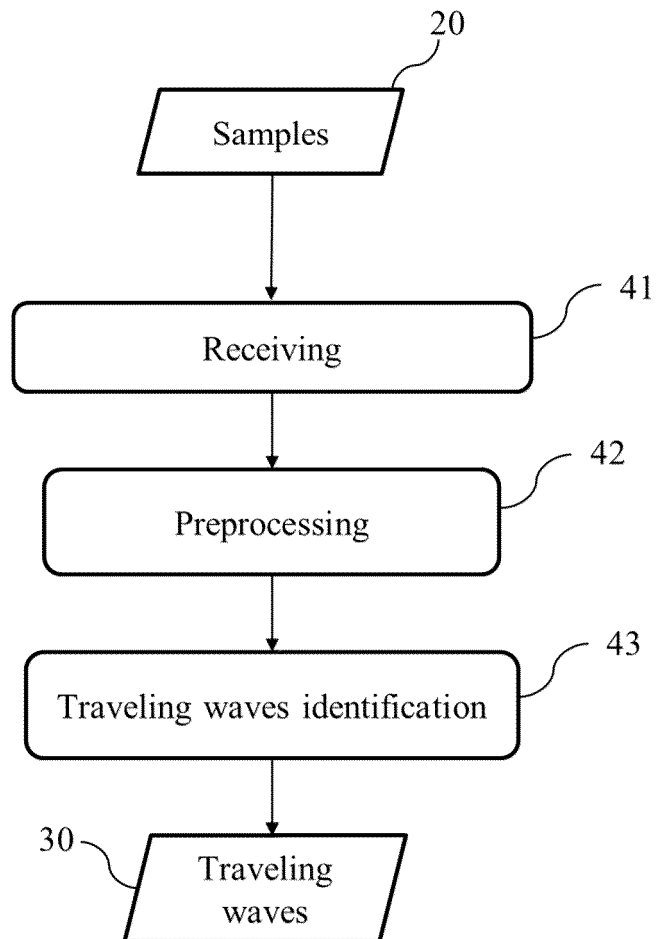 20
Samples
41
Receiving
42
Preprocessing
43
Traveling waves identification
30
Traveling
waves